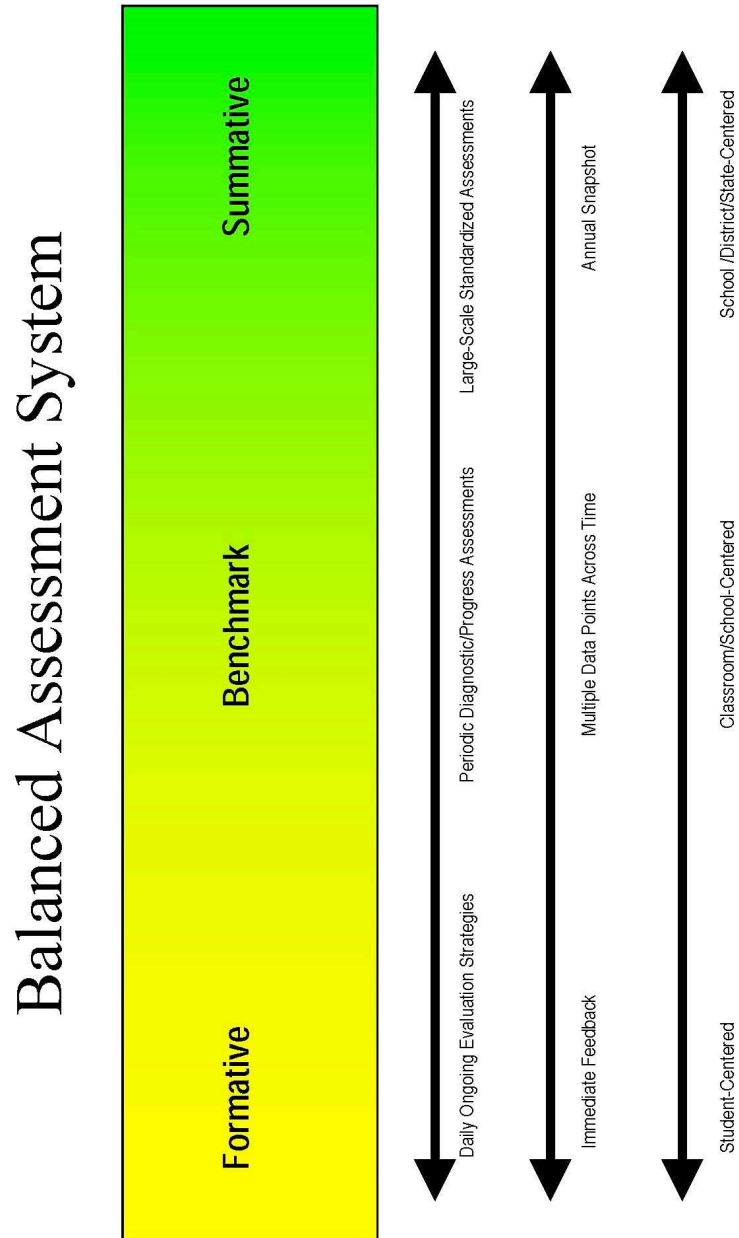 Balanced Assessment System
Formative Benchmark Summative
Daily Ongoing Evaluation Strategies Periodic Diagnostic/Progress Assessments Large-Scale Standardized Assessments
Immediate Feedback Multiple Data Points Across Time Annual Snapshot
Student-Centered Classroom/School-Centered School /District/State-Centered